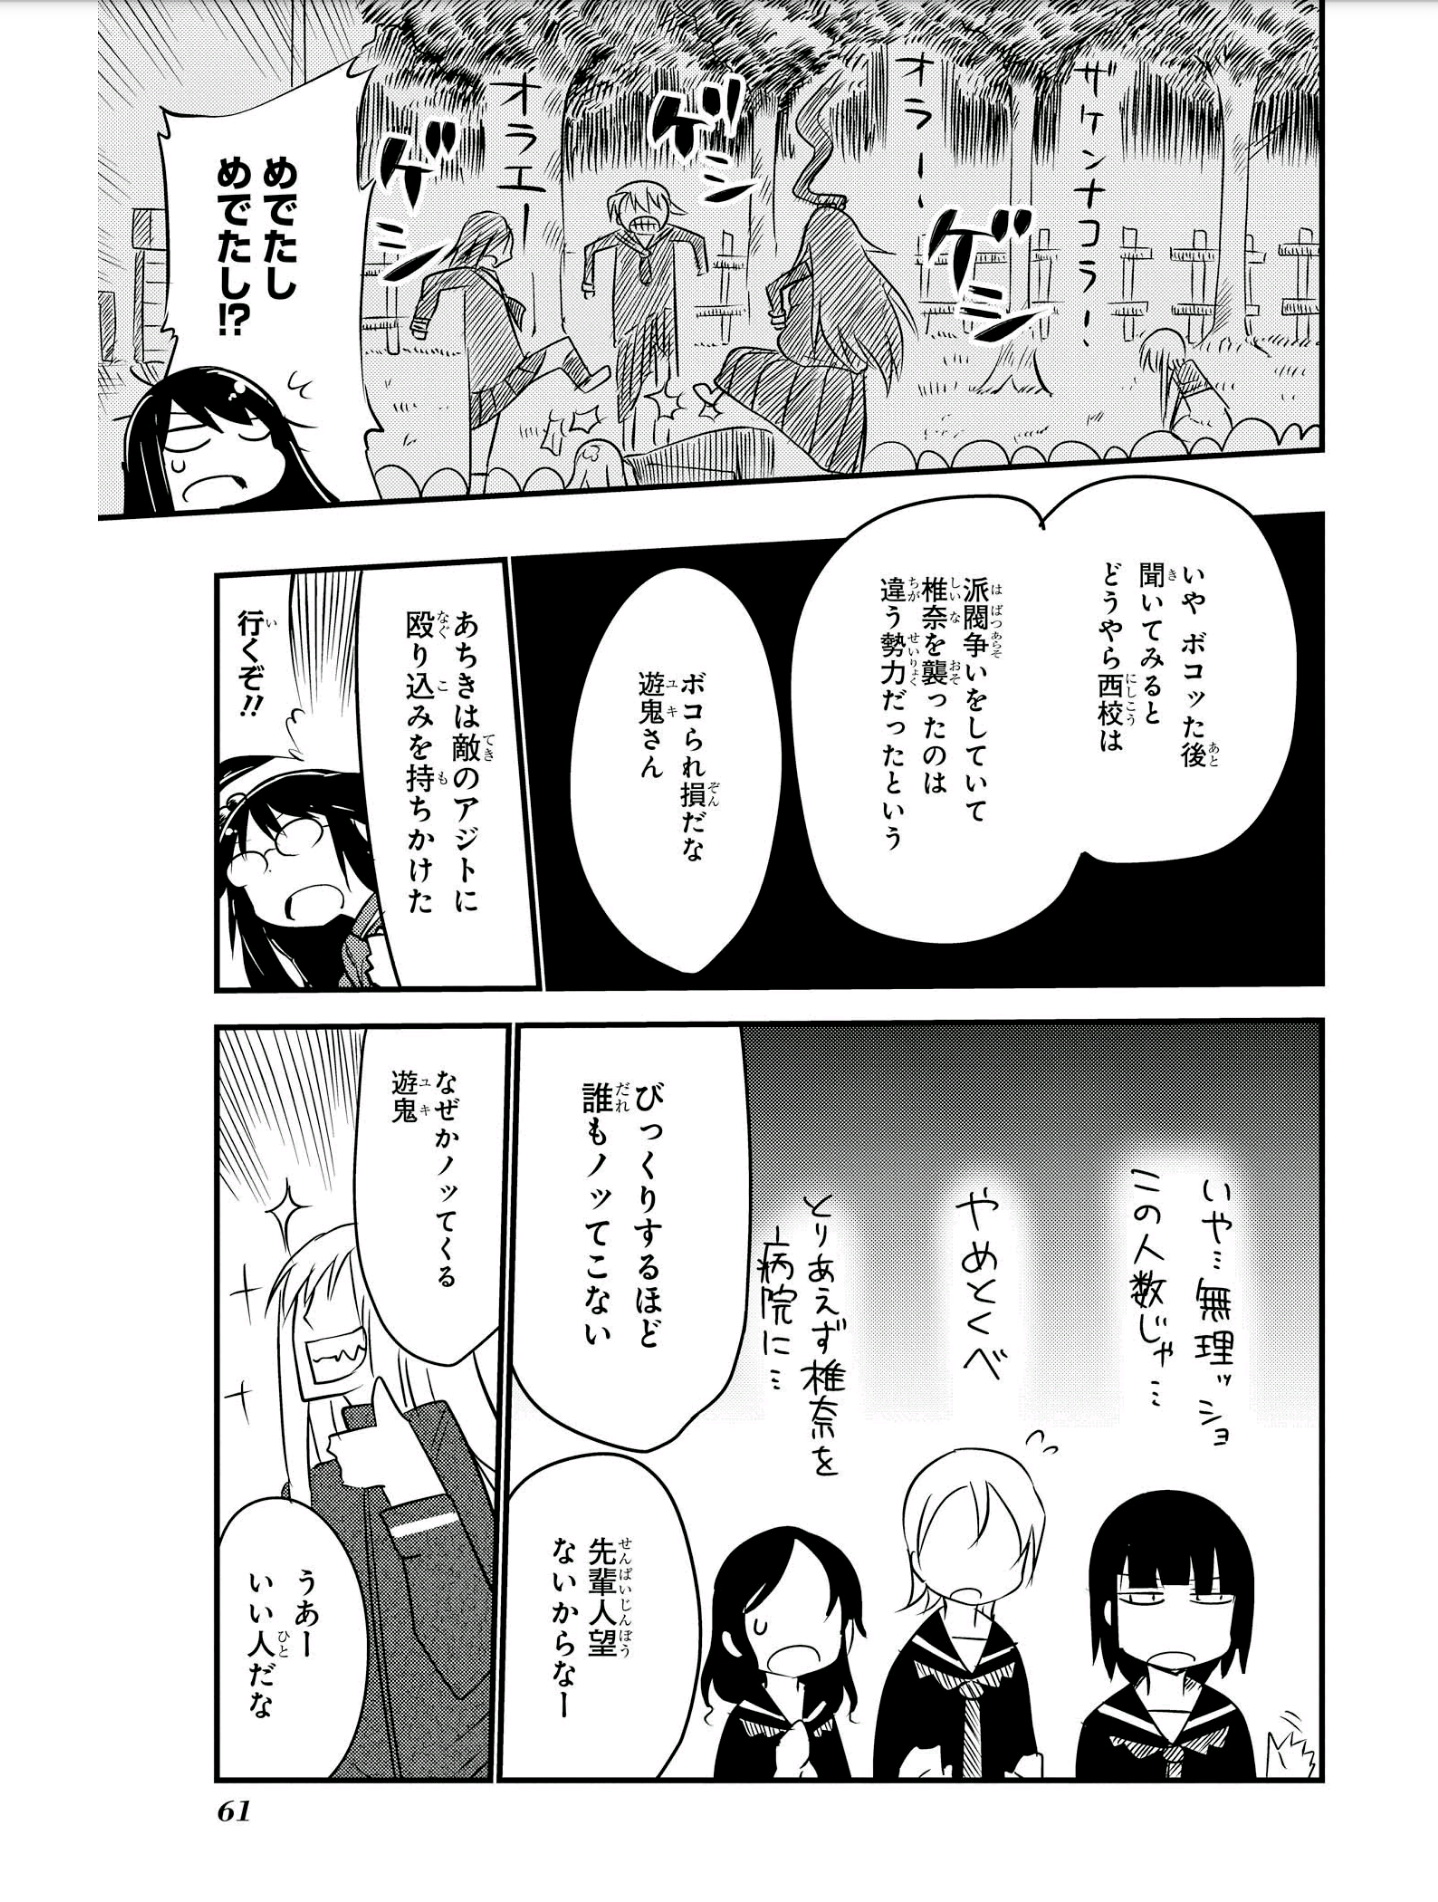 ザケンナコラー
オラー
オラエー
ゲシ
ゲシ
ゲシ
めでたし
めでたし!?
いや ボコッた後
聞いてみると
どうやら西校は
派閥争いをしていて
椎奈を襲ったのは
違う勢力だったという
ボコられ損だな
遊鬼さん
あちきは敵のアジトに
殴り込みを持ちかけた
行くぞ!!
いや…無理ッショ
この人数じゃ…
やめとくべ
とりあえず椎奈を
病院に…
びっくりするほど
誰もノッてこない
先輩人望
ないからなー
なぜかノッてくる
遊鬼
うあー
いい人だな
61